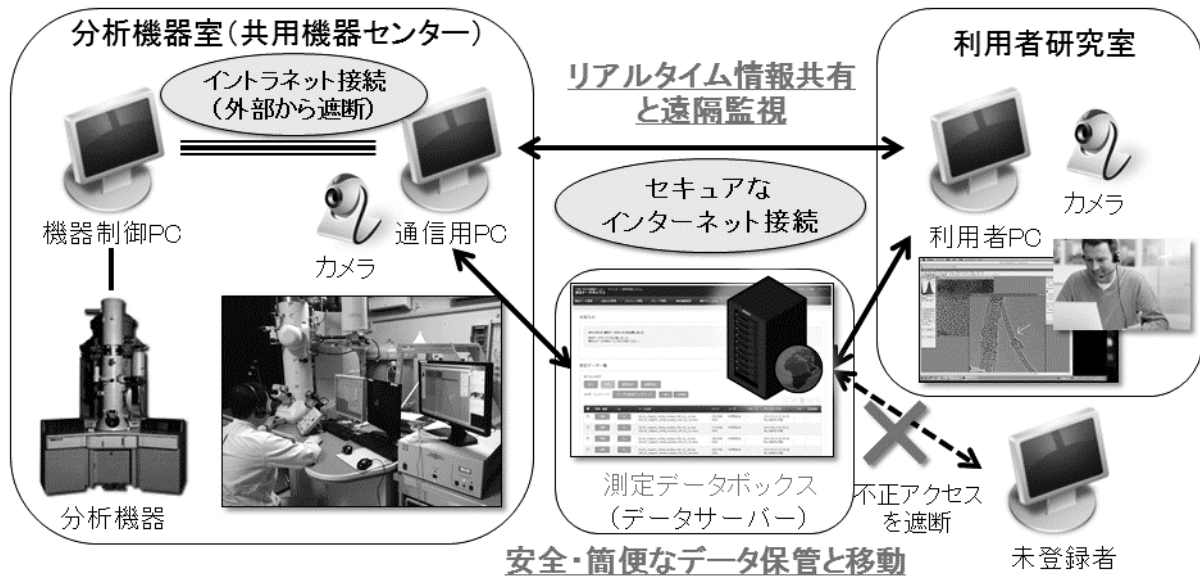 分析機器室(共用機器センター)
イントラネット接続
(外部から遮断)
機器制御PC
カメラ
通信用PC
分析機器
リアルタイム情報共有
と遠隔監視
セキュアな
インターネット接続
利用者研究室
カメラ
利用者PC
測定データボックス
(データサーバー)
安全・簡便なデータ保管と移動
不正アクセス
を遮断
未登録者